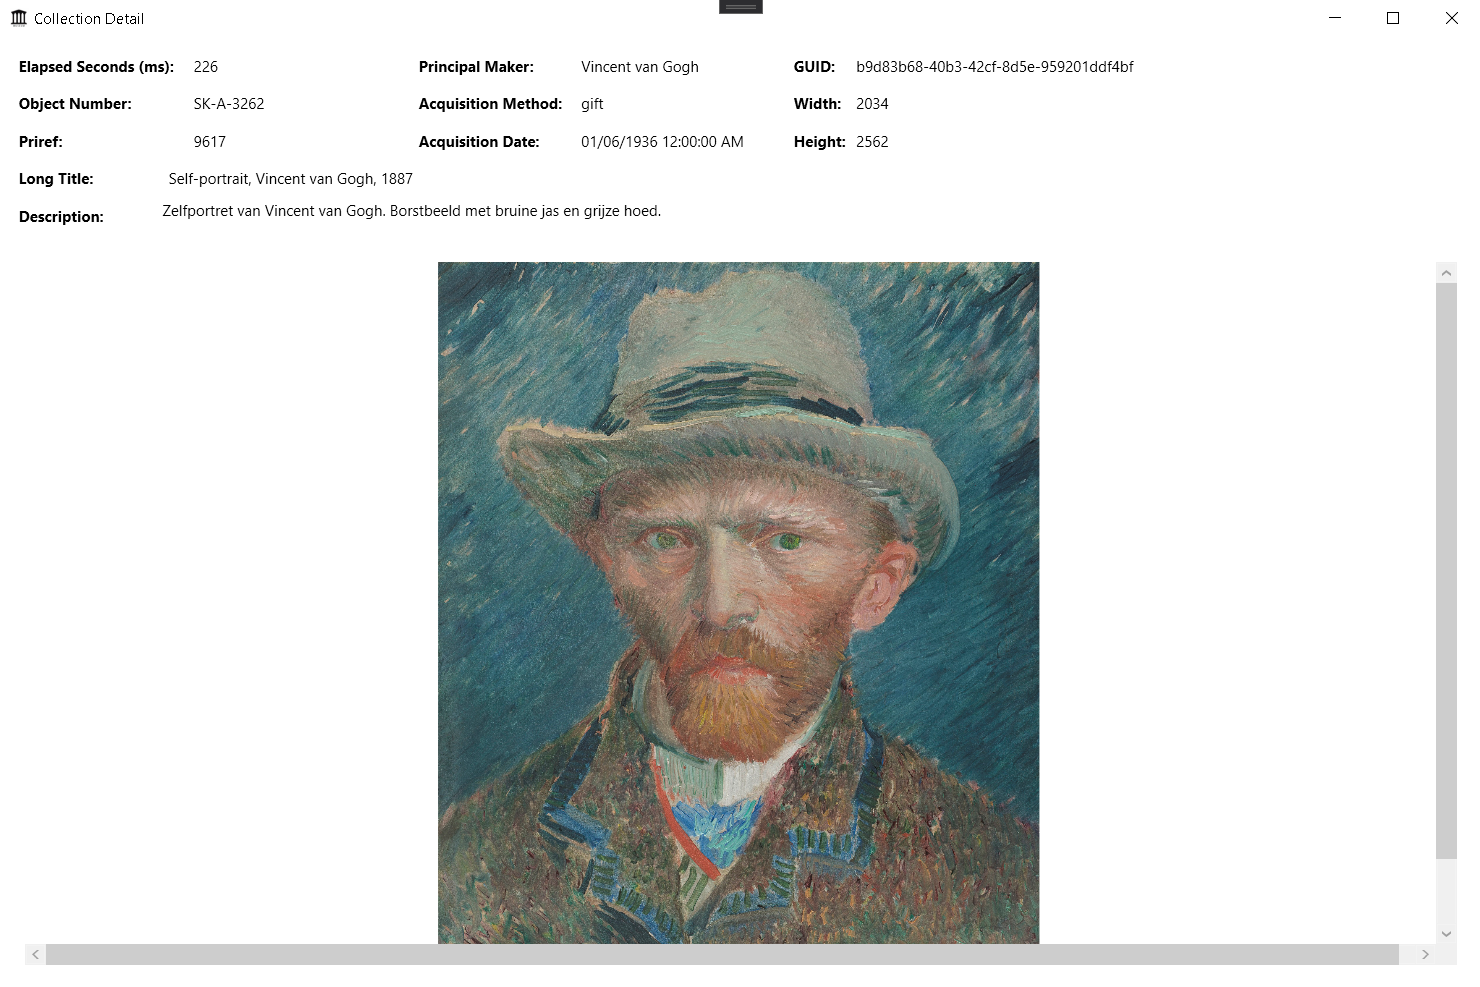 Collection Detail
Elapsed Seconds (ms): 226 Principal Maker: Vincent van Gogh GUID: b9d83b68-40b3-42cf-8d5e-959201ddf4bf
Object Number: SK-A-3262 Acquisition Method: gift Width: 2034
Priref: 9617 Acquisition Date: 01/06/1936 12:00:00 AM Height: 2562
Long Title: Self-portrait, Vincent van Gogh, 1887
Description: Zelfportret van Vincent van Gogh. Borstbeeld met bruine jas en grijze hoed.